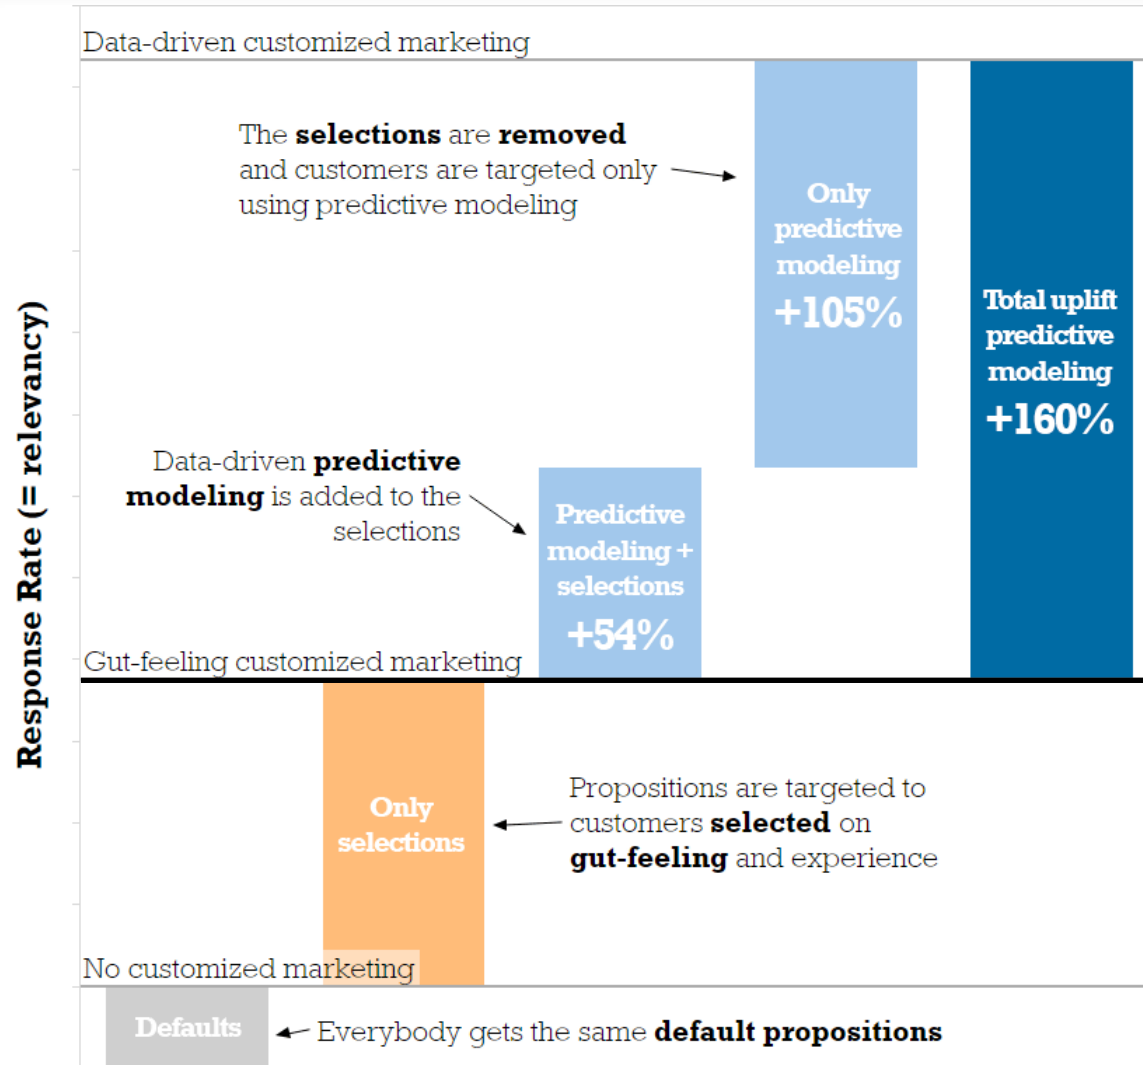 Response Rate (= relevancy)
Data-driven customized marketing
The selections are removed
and customers are targeted only
using predictive modeling
Only
predictive
modeling
+105%
Total uplift
predictive
modeling
+160%
Data-driven predictive
modeling is added to the
selections
Predictive
modeling +
selections
+54%
Gut-feeling customized marketing
Only
selections
Propositions are targeted to
customers selected on
gut-feeling and experience
No customized marketing
Defaults
Everybody gets the same default propositions